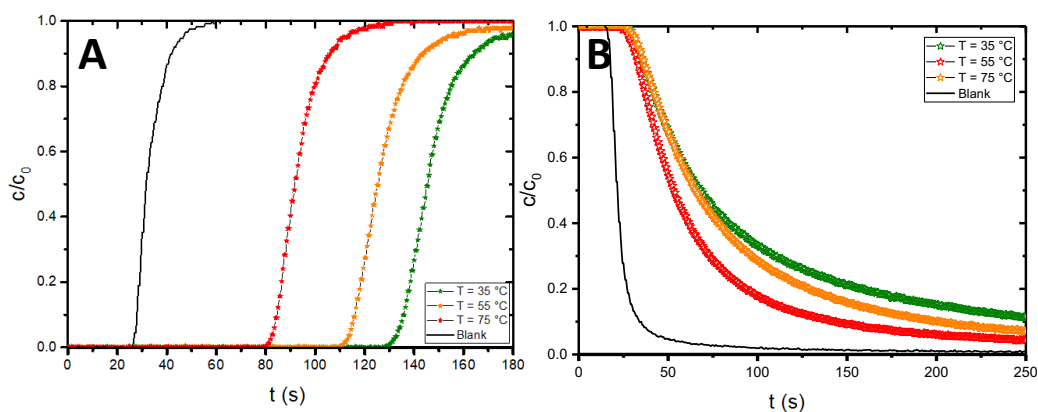 A
c/c0
1.0
0.8
0.6
0.4
0.2
0.0
T = 35 °C
T = 55 °C
T = 75 °C
Blank
0 20 40 60 80 100 120 140 160 180
t (s)
B
c/c0
1.0
0.8
0.6
0.4
0.2
0.0
T = 35 °C
T = 55 °C
T = 75 °C
Blank
0 50 100 150 200 250
t (s)